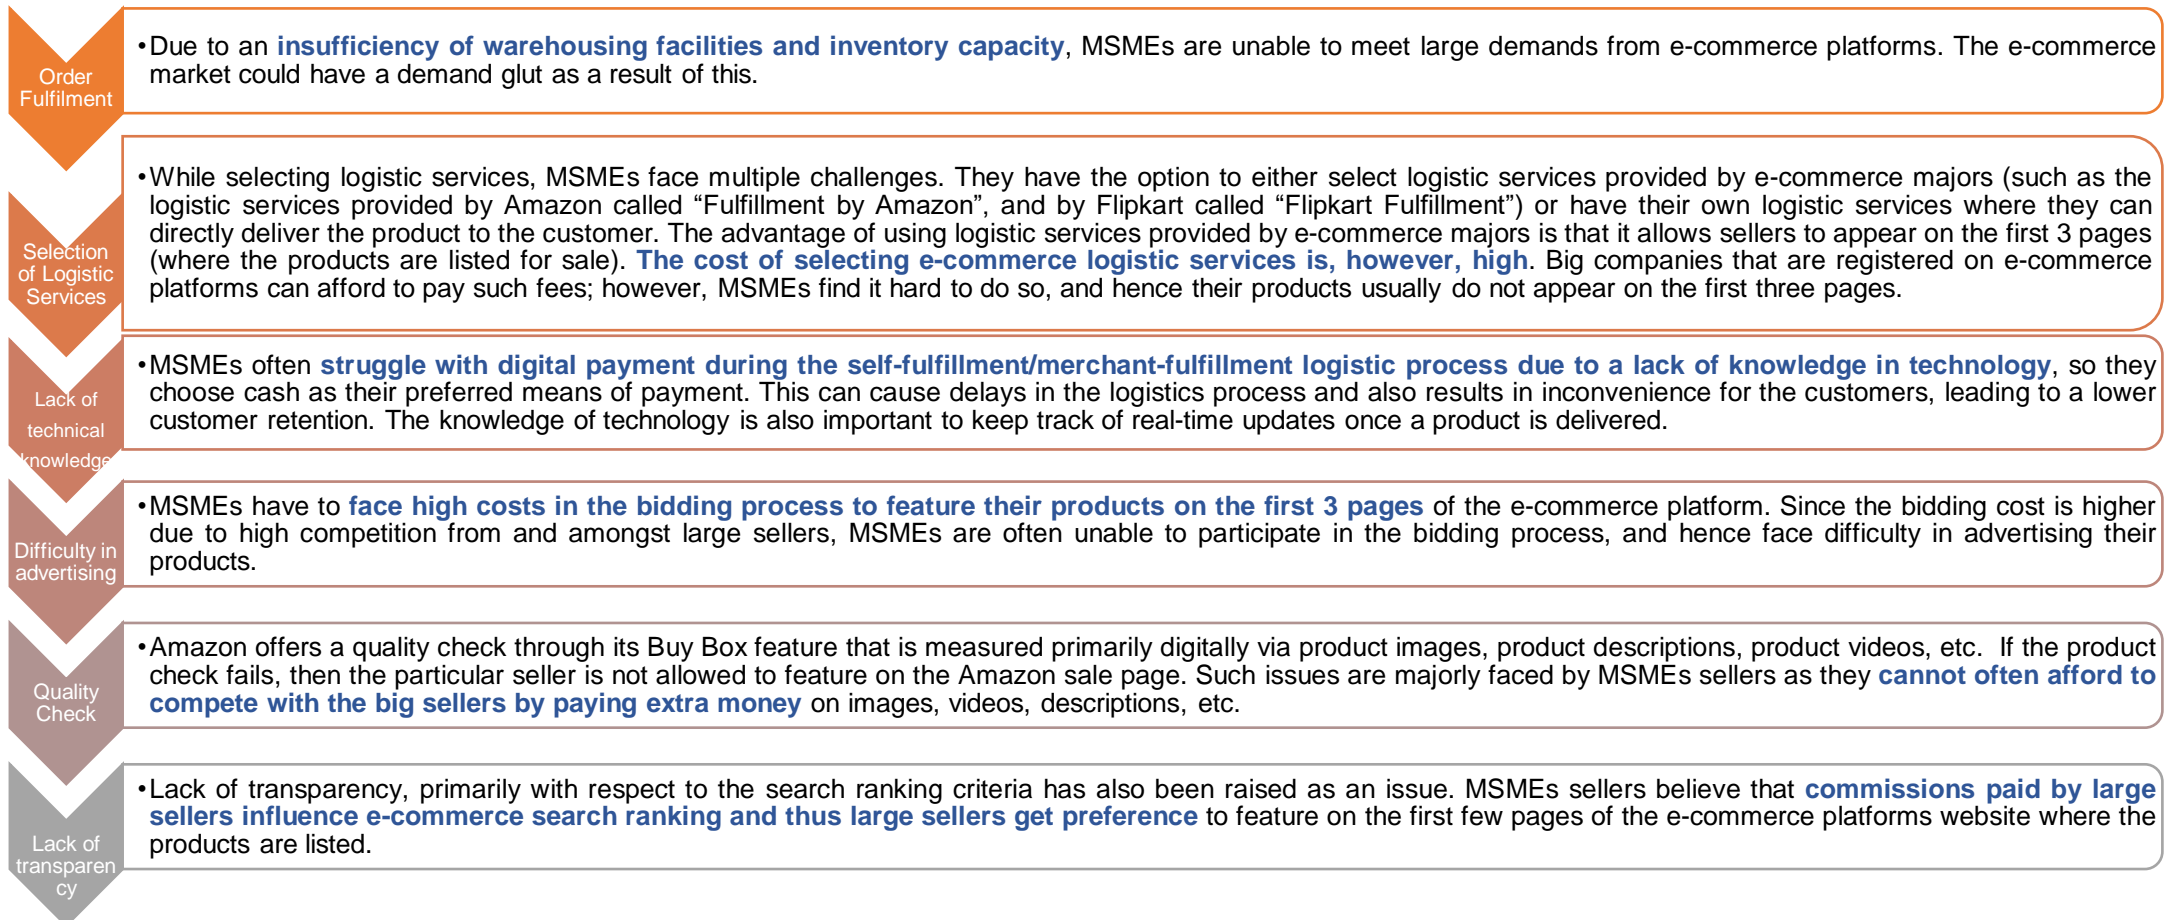 Order
Fulfilment
•Due to an insufficiency of warehousing facilities and inventory capacity, MSMEs are unable to meet large demands from e-commerce platforms. The e-commerce
market could have a demand glut as a result of this.
Selection
of Logistic
Services
•While selecting logistic services, MSMEs face multiple challenges. They have the option to either select logistic services provided by e-commerce majors (such as the
logistic services provided by Amazon called “Fulfillment by Amazon”, and by Flipkart called “Flipkart Fulfillment”) or have their own logistic services where they can
directly deliver the product to the customer. The advantage of using logistic services provided by e-commerce majors is that it allows sellers to appear on the first 3 pages
(where the products are listed for sale). The cost of selecting e-commerce logistic services is, however, high. Big companies that are registered on e-commerce
platforms can afford to pay such fees; however, MSMEs find it hard to do so, and hence their products usually do not appear on the first three pages.
Lack of
technical
knowledge
•MSMEs often struggle with digital payment during the self-fulfillment/merchant-fulfillment logistic process due to a lack of knowledge in technology, so they
choose cash as their preferred means of payment. This can cause delays in the logistics process and also results in inconvenience for the customers, leading to a lower
customer retention. The knowledge of technology is also important to keep track of real-time updates once a product is delivered.
Difficulty in
advertising
•MSMEs have to face high costs in the bidding process to feature their products on the first 3 pages of the e-commerce platform. Since the bidding cost is higher
due to high competition from and amongst large sellers, MSMEs are often unable to participate in the bidding process, and hence face difficulty in advertising their
products.
Quality
Check
•Amazon offers a quality check through its Buy Box feature that is measured primarily digitally via product images, product descriptions, product videos, etc. If the product
check fails, then the particular seller is not allowed to feature on the Amazon sale page. Such issues are majorly faced by MSMEs sellers as they cannot often afford to
compete with the big sellers by paying extra money on images, videos, descriptions, etc.
Lack of
transparen
cy
•Lack of transparency, primarily with respect to the search ranking criteria has also been raised as an issue. MSMEs sellers believe that commissions paid by large
sellers influence e-commerce search ranking and thus large sellers get preference to feature on the first few pages of the e-commerce platforms website where the
products are listed.